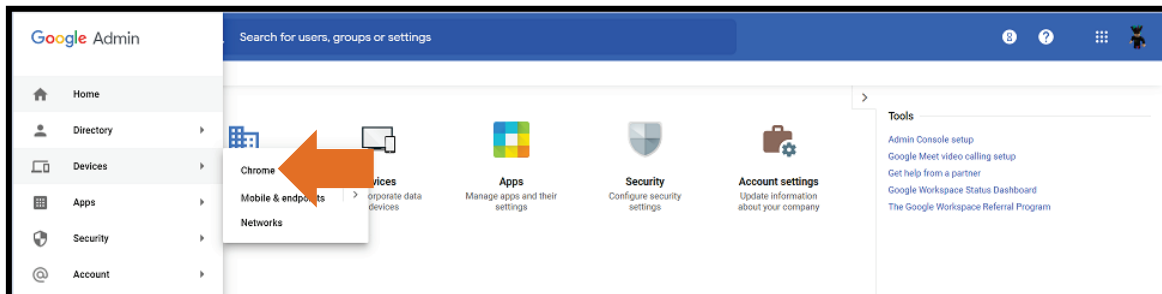 Google Admin
Search for users, groups or settings
Home
Directory
Devices
Apps
Security
Account
Chrome
Mobile & endpoints
Networks
vices
orporate data
devices
Apps
Manage apps and their
settings
Security
Configure security
settings
Account settings
Update information
about your company
Tools
Admin Console setup
Google Meet video calling setup
Get help from a partner
Google Workspace Status Dashboard
The Google Workspace Referral Program